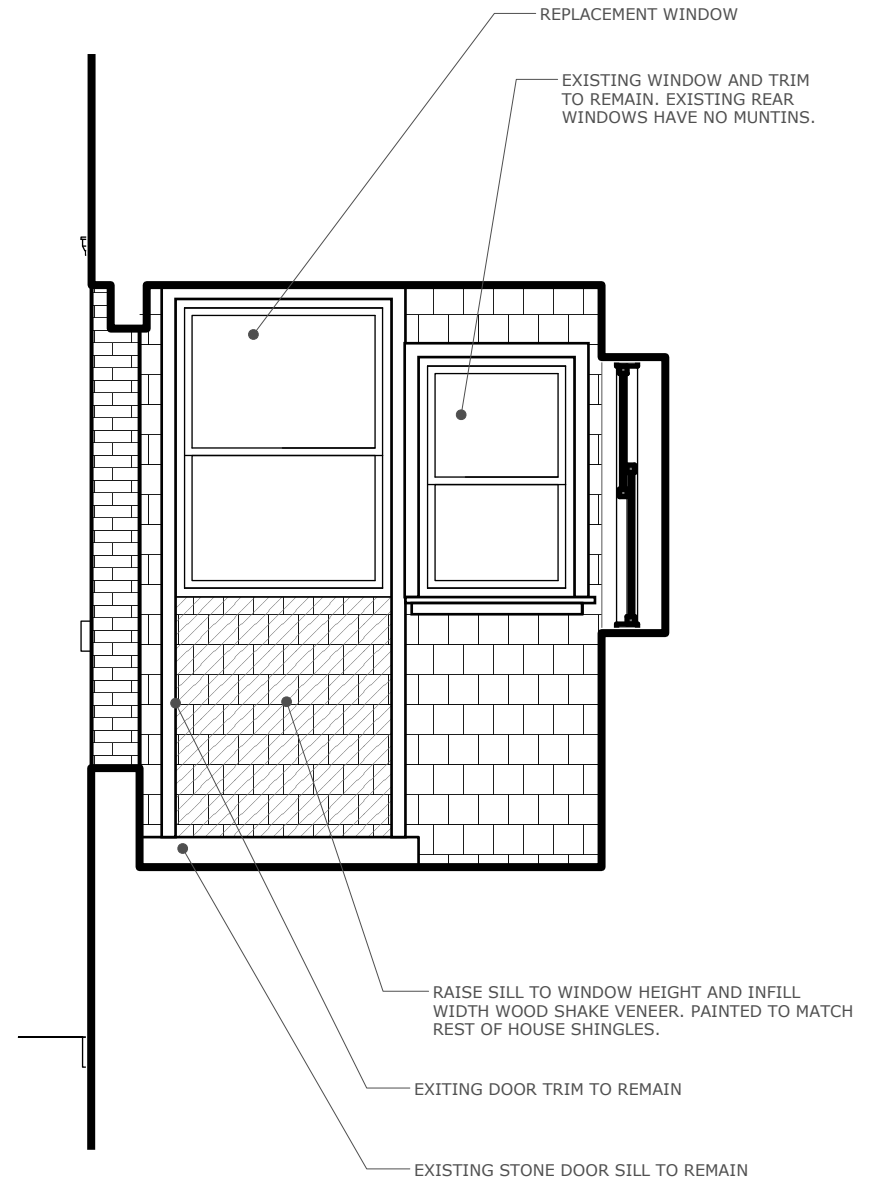 REPLACEMENT WINDOW
EXISTING WINDOW AND TRIM
TO REMAIN. EXISTING REAR
WINDOWS HAVE NO MUNTINS.
RAISE SILL TO WINDOW HEIGHT AND INFILL
WIDTH WOOD SHAKE VENEER. PAINTED TO MATCH
REST OF HOUSE SHINGLES.
EXITING DOOR TRIM TO REMAIN
EXISTING STONE DOOR SILL TO REMAIN